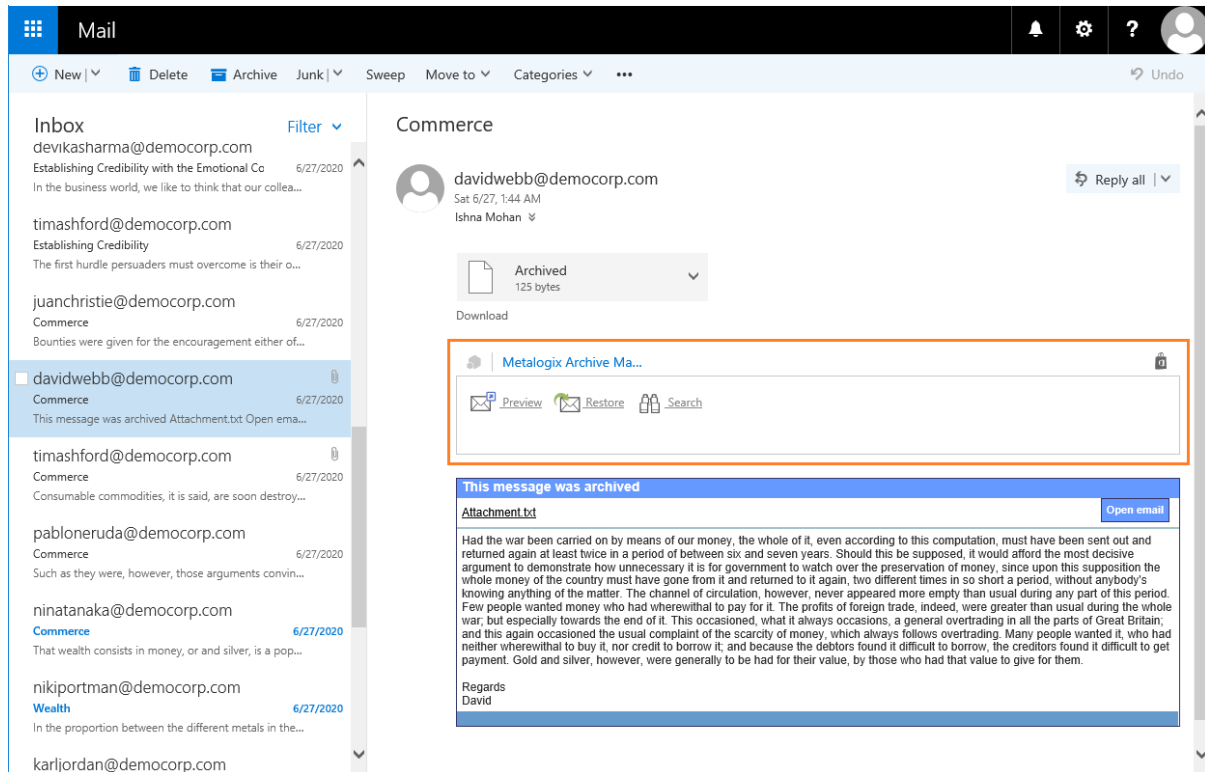 Mail
?
New
Delete
Archive
Junk
Sweep
Move to
Categories
•••
Undo
Inbox
Filter
devikasharma@democorp.com
Establishing Credibility with the Emotional Co 6/27/2020
In the business world, we like to think that our collea...
timashford@democorp.com
Establishing Credibility 6/27/2020
The first hurdle persuaders must overcome is their o...
juanchristie@democorp.com
Commerce 6/27/2020
Bounties were given for the encouragement either of...
davidwebb@democorp.com
Commerce 6/27/2020
This message was archived Attachment.txt Open ema...
timashford@democorp.com
Commerce 6/27/2020
Consumable commodities, it is said, are soon destroy...
pabloneruda@democorp.com
Commerce 6/27/2020
Such as they were, however, those arguments convin...
ninatanaka@democorp.com
Commerce 6/27/2020
That wealth consists in money, or and silver, is a pop...
nikiportman@democorp.com
Wealth 6/27/2020
In the proportion between the different metals in the...
karljordan@democorp.com
Commerce
davidwebb@democorp.com
Sat 6/27, 1:44 AM
Ishna Mohan
Reply all
Archived
125 bytes
Download
Metalogix Archive Ma...
Preview Restore Search
This message was archived
Attachment.txt
Open email
Had the war been carried on by means of our money, the whole of it, even according to this computation, must have been sent out and
returned again at least twice in a period of between six and seven years. Should this be supposed, it would afford the most decisive
argument to demonstrate how unnecessary it is for government to watch over the preservation of money, since upon this supposition the
whole money of the country must have gone from it and returned to it again, two different times in so short a period, without anybody's
knowing anything of the matter. The channel of circulation, however, never appeared more empty than usual during any part of this period.
Few people wanted money who had wherewithal to pay for it. The profits of foreign trade, indeed, were greater than usual during the whole
war; but especially towards the end of it. This occasioned, what it always occasions, a general overtrading in all the parts of Great Britain;
and this again occasioned the usual complaint of the scarcity of money, which always follows overtrading. Many people wanted it, who had
neither wherewithal to buy it, nor credit to borrow it; and because the debtors found it difficult to borrow, the creditors found it difficult to get
payment. Gold and silver, however, were generally to be had for their value, by those who had that value to give for them.
Regards
David